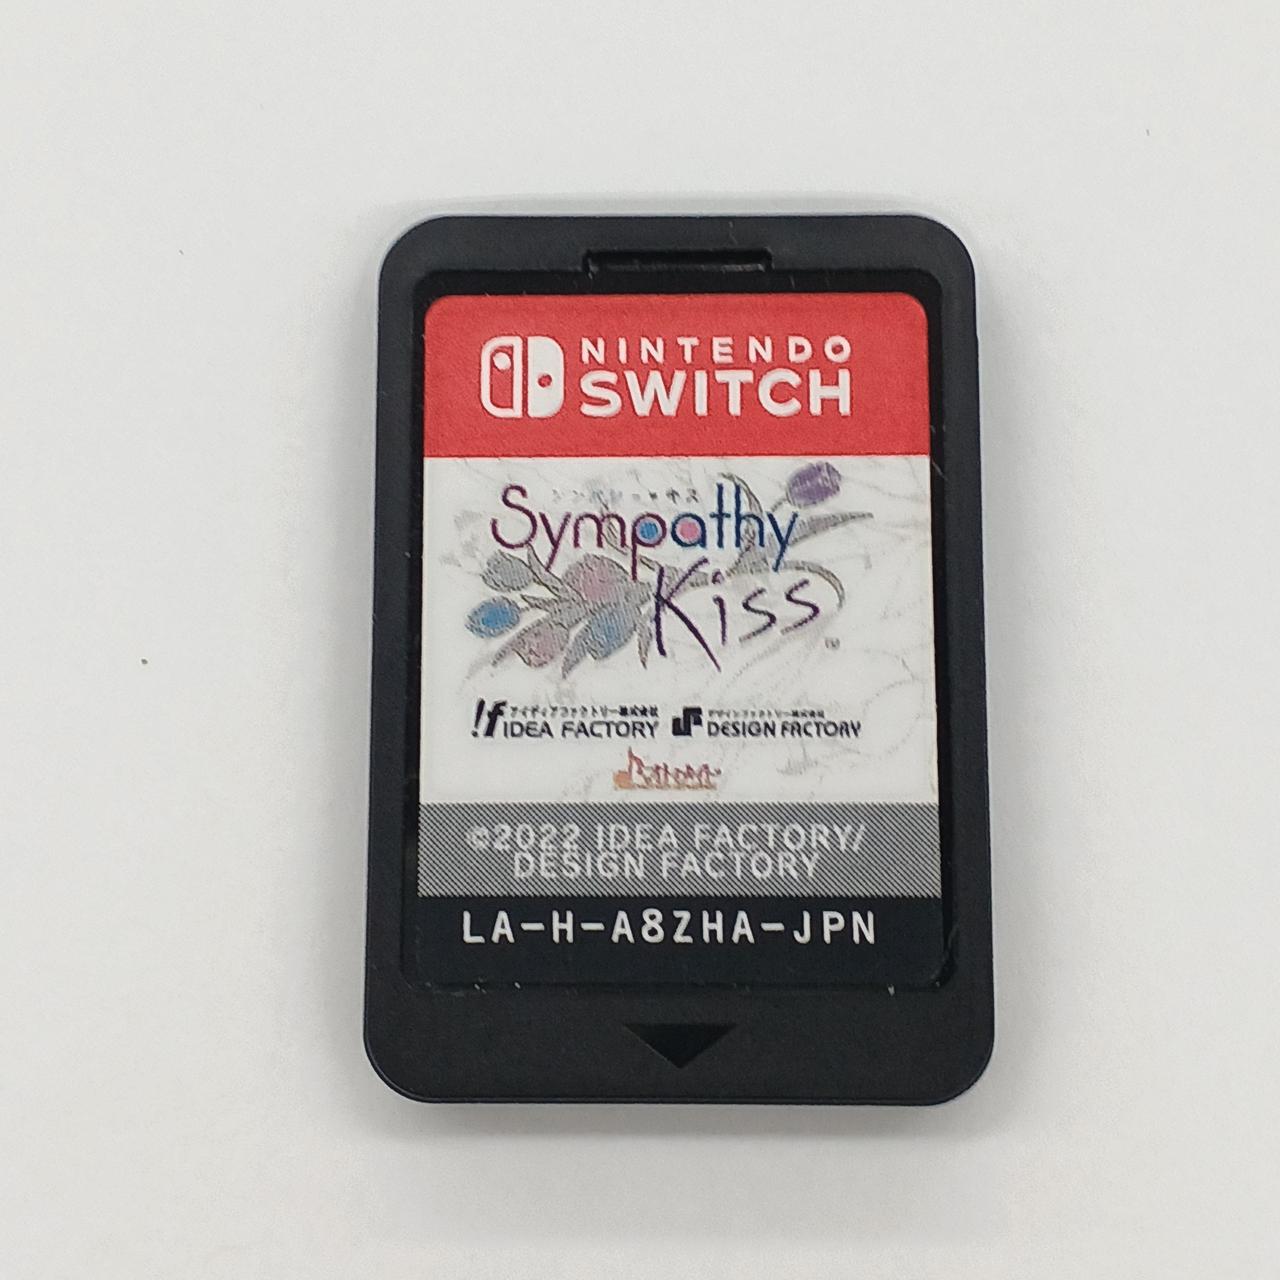 NINTENDO
SWITCH
シンパシーキス
Sympathy
Kiss
TM
アイディアファクトリー株式会社
IDEA FACTORY
デザインファクトリー株式会社
DESIGN FACTORY
©2022 IDEA FACTORY/
DESIGN FACTORY
LA-H-A8ZHA-JPN